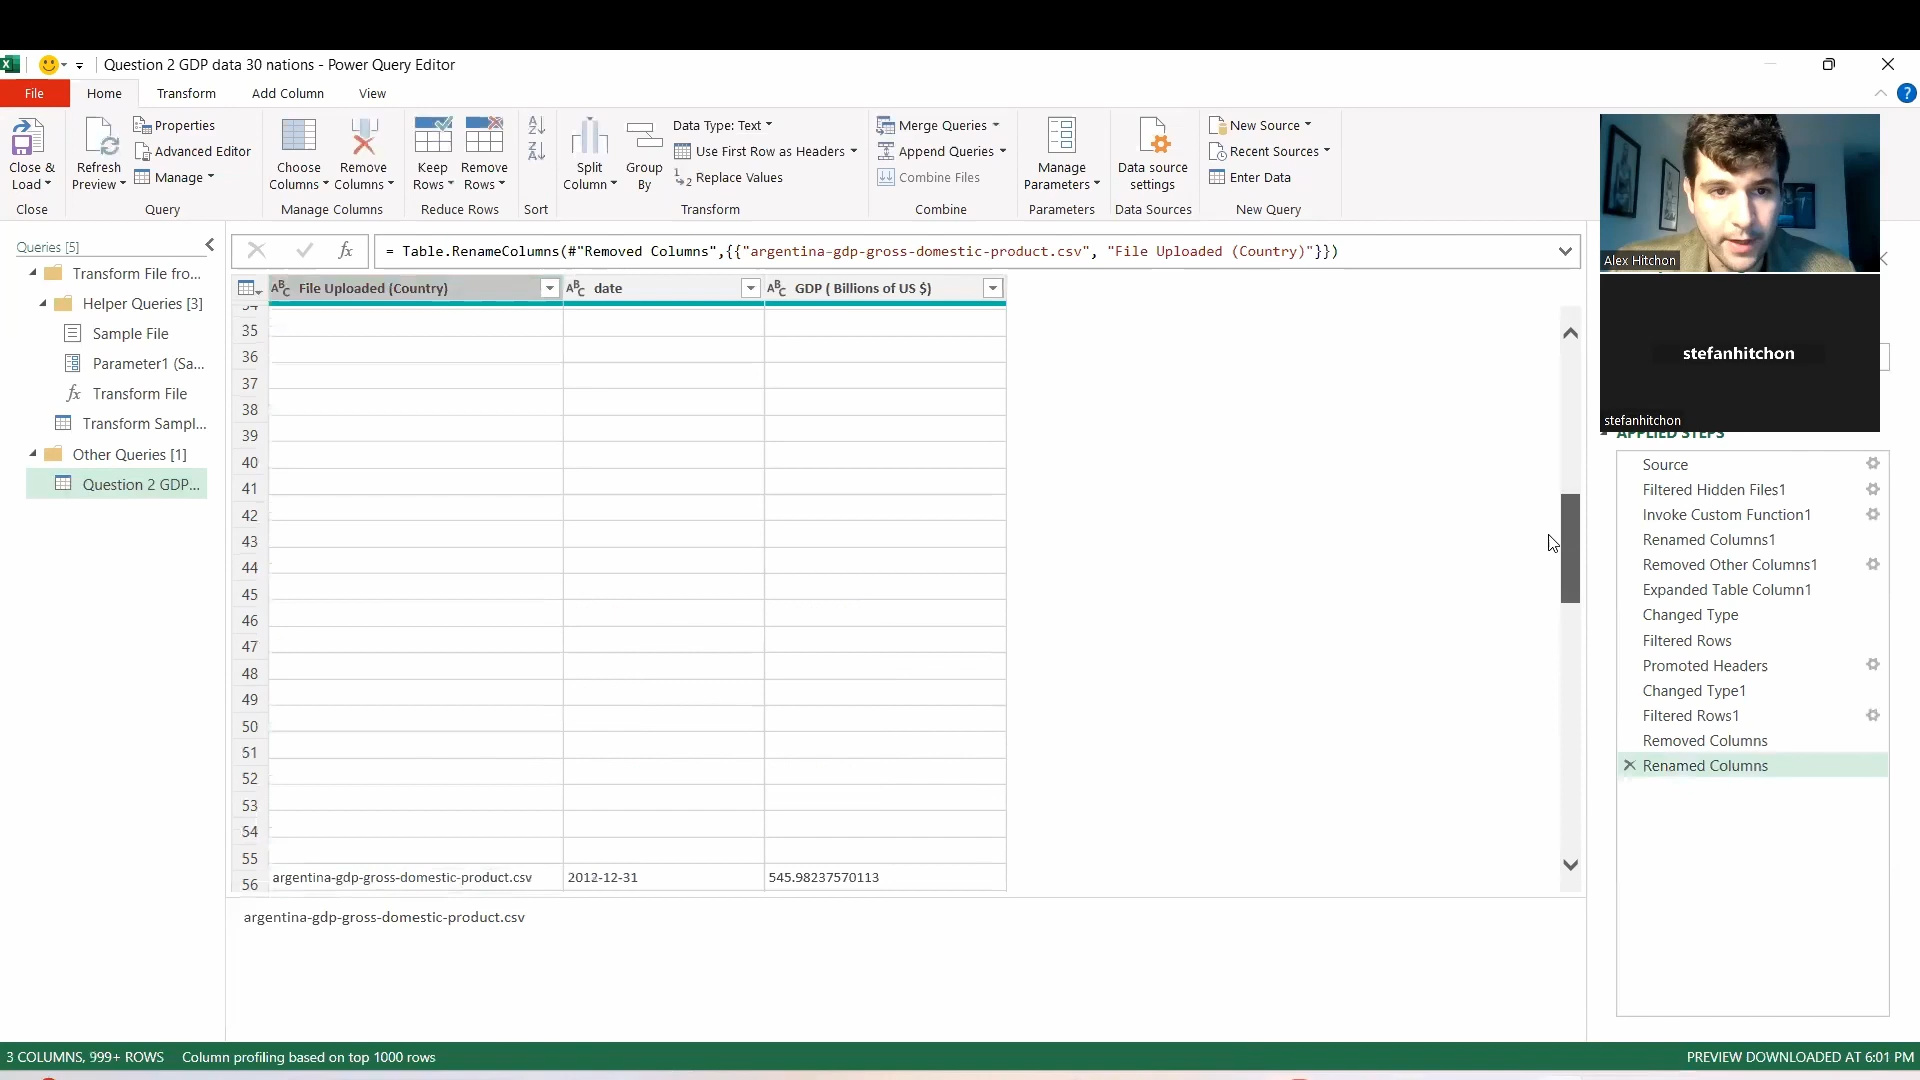 Question 2 GDP data 30 nations - Power Query Editor
File
Home
Transform
Add Column
View
Close & Load
Close
Refresh Preview
Properties
Advanced Editor
Manage
Query
Choose Columns
Remove Columns
Manage Columns
Keep Rows
Remove Rows
Reduce Rows
Sort
Split Column
Group By
Data Type: Text
Use First Row as Headers
Replace Values
Transform
Merge Queries
Append Queries
Combine Files
Combine
Manage Parameters
Parameters
Data source settings
Data Sources
New Source
Recent Sources
Enter Data
New Query
Alex Hitchon
stefanhitchon
stefanhitchon
Queries [5]
Transform File fro...
Helper Queries [3]
Sample File
Parameter1 (Sa...
Transform File
Transform Sampl...
Other Queries [1]
Question 2 GDP...
= Table.RenameColumns(#"Removed Columns",{{"argentina-gdp-gross-domestic-product.csv", "File Uploaded (Country)"}})
File Uploaded (Country)
date
GDP ( Billions of US $)
35
36
37
38
39
40
41
42
43
44
45
46
47
48
49
50
51
52
53
54
55
56 argentina-gdp-gross-domestic-product.csv 2012-12-31 545.98237570113
argentina-gdp-gross-domestic-product.csv
APPLIED STEPS
Source
Filtered Hidden Files1
Invoke Custom Function1
Renamed Columns1
Removed Other Columns1
Expanded Table Column1
Changed Type
Filtered Rows
Promoted Headers
Changed Type1
Filtered Rows1
Removed Columns
Renamed Columns
3 COLUMNS, 999+ ROWS
Column profiling based on top 1000 rows
PREVIEW DOWNLOADED AT 6:01 PM